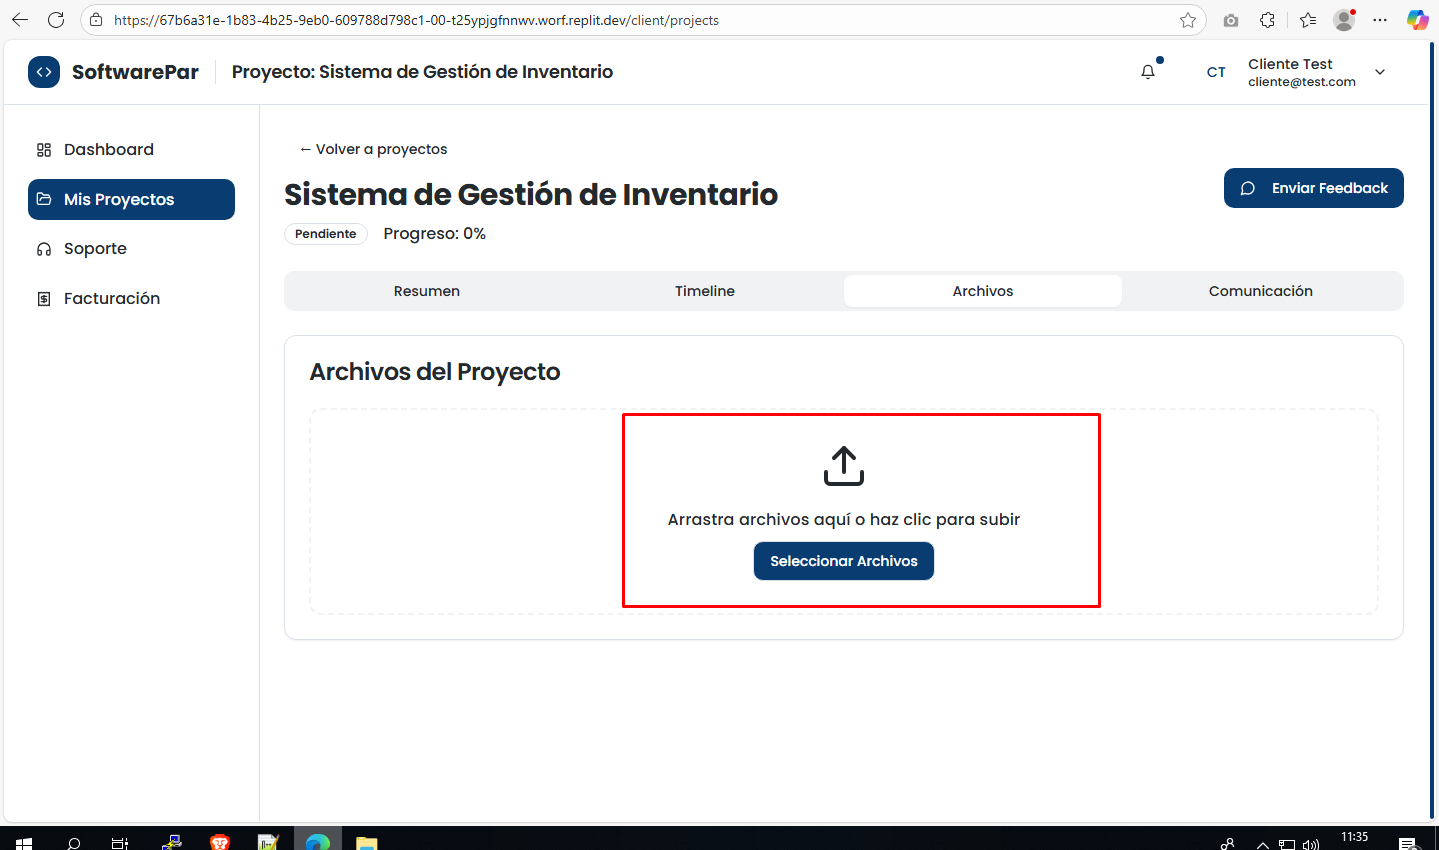 https://67b6a31e-1b83-4b25-9eb0-609788d798c1-00-t25ypjgfnnwv.worf.replit.dev/client/projects
SoftwarePar
Proyecto: Sistema de Gestión de Inventario
CT
Cliente Test
cliente@test.com
Dashboard
Mis Proyectos
Soporte
Facturación
← Volver a proyectos
Sistema de Gestión de Inventario
Enviar Feedback
Pendiente
Progreso: 0%
Resumen
Timeline
Archivos
Comunicación
Archivos del Proyecto
Arrastra archivos aquí o haz clic para subir
Seleccionar Archivos
11:35